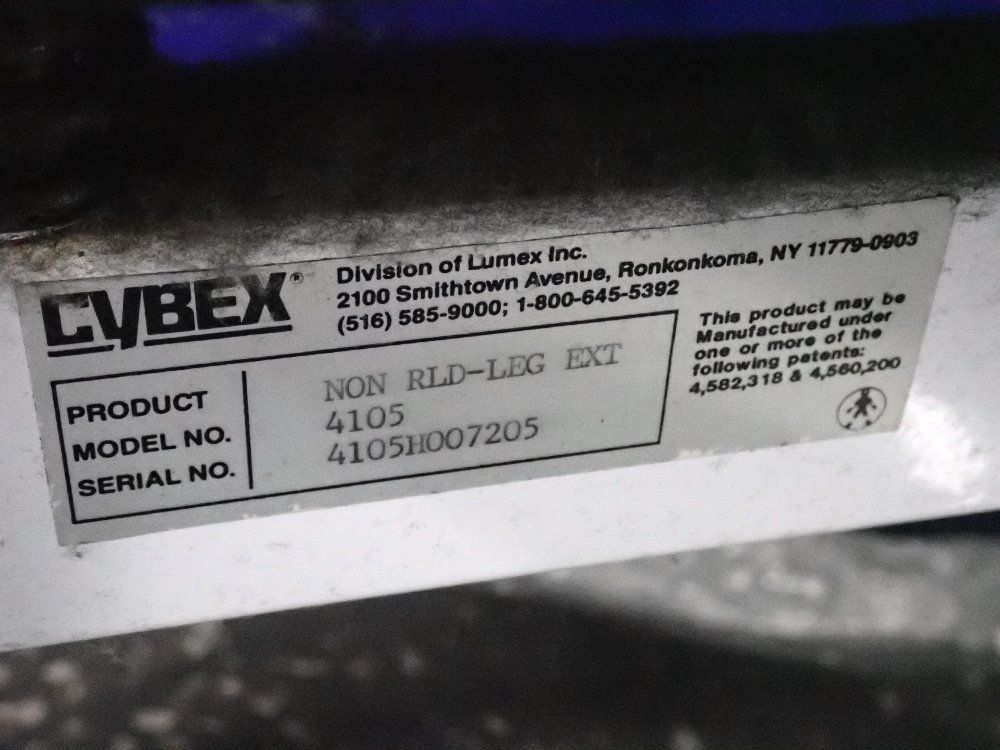 CYBEX®
Division of Lumex Inc.
2100 Smithtown Avenue, Ronkonkoma, NY 11779-0903
(516) 585-9000; 1-800-645-5392
PRODUCT NON RLD-LEG EXT
MODEL NO. 4105
SERIAL NO. 4105H007205
This product may be
Manufactured under
one or more of the
following patents:
4,582,318 & 4,560,200